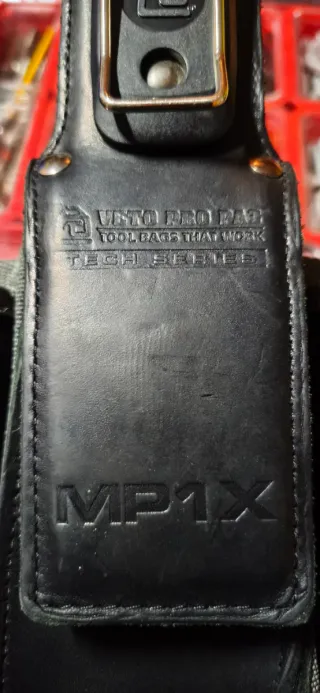 VETO PRO PAC
TOOL BAGS THAT WORK
TECH SERIES
MP1X